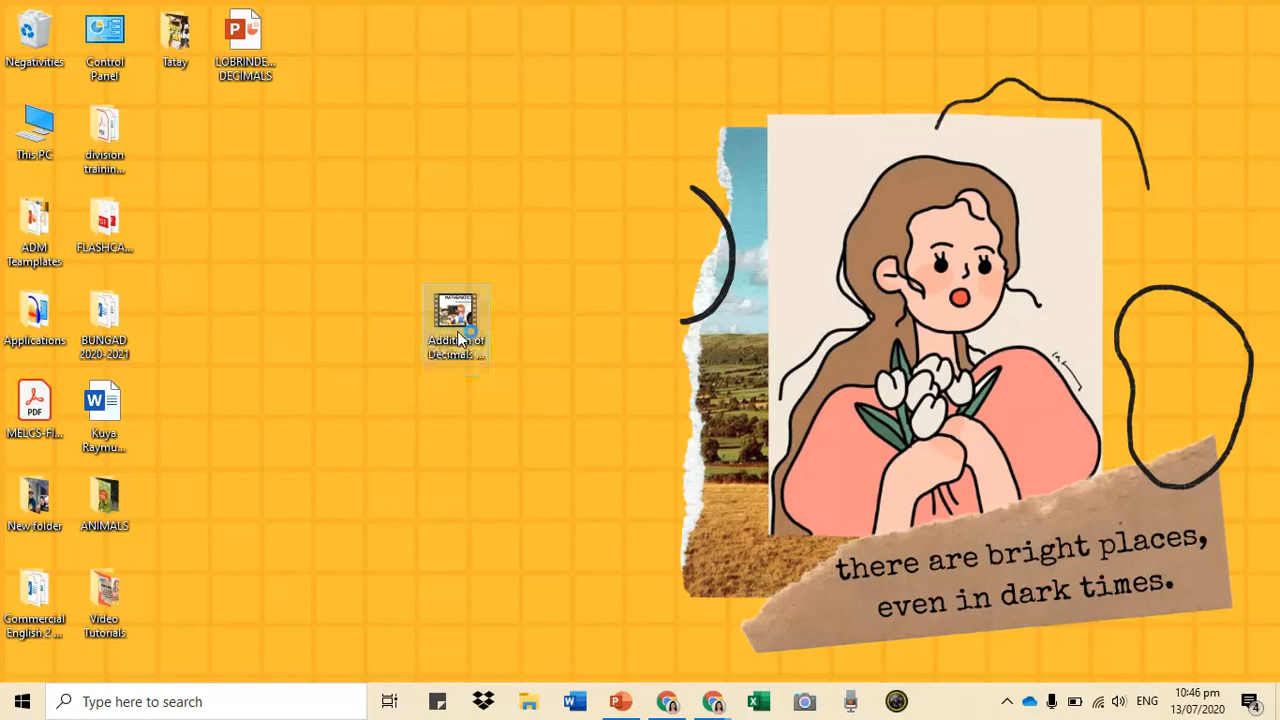 Negativities
Control
Panel
Tatay
LOBRINDE...
DECIMALS
This PC
division
trainin...
ADM
Teamplates
FLASHCA...
Applications
BUNGAD
2020-2021
MATHEMATICS
Addition of
Decimals ...
MELCS-FI...
Kuya
Raymu...
New folder
ANIMALS
Commercial
English 2 ...
Video
Tutorials
there are bright places,
even in dark times.
Type here to search
ENG
10:46 pm
13/07/2020
4